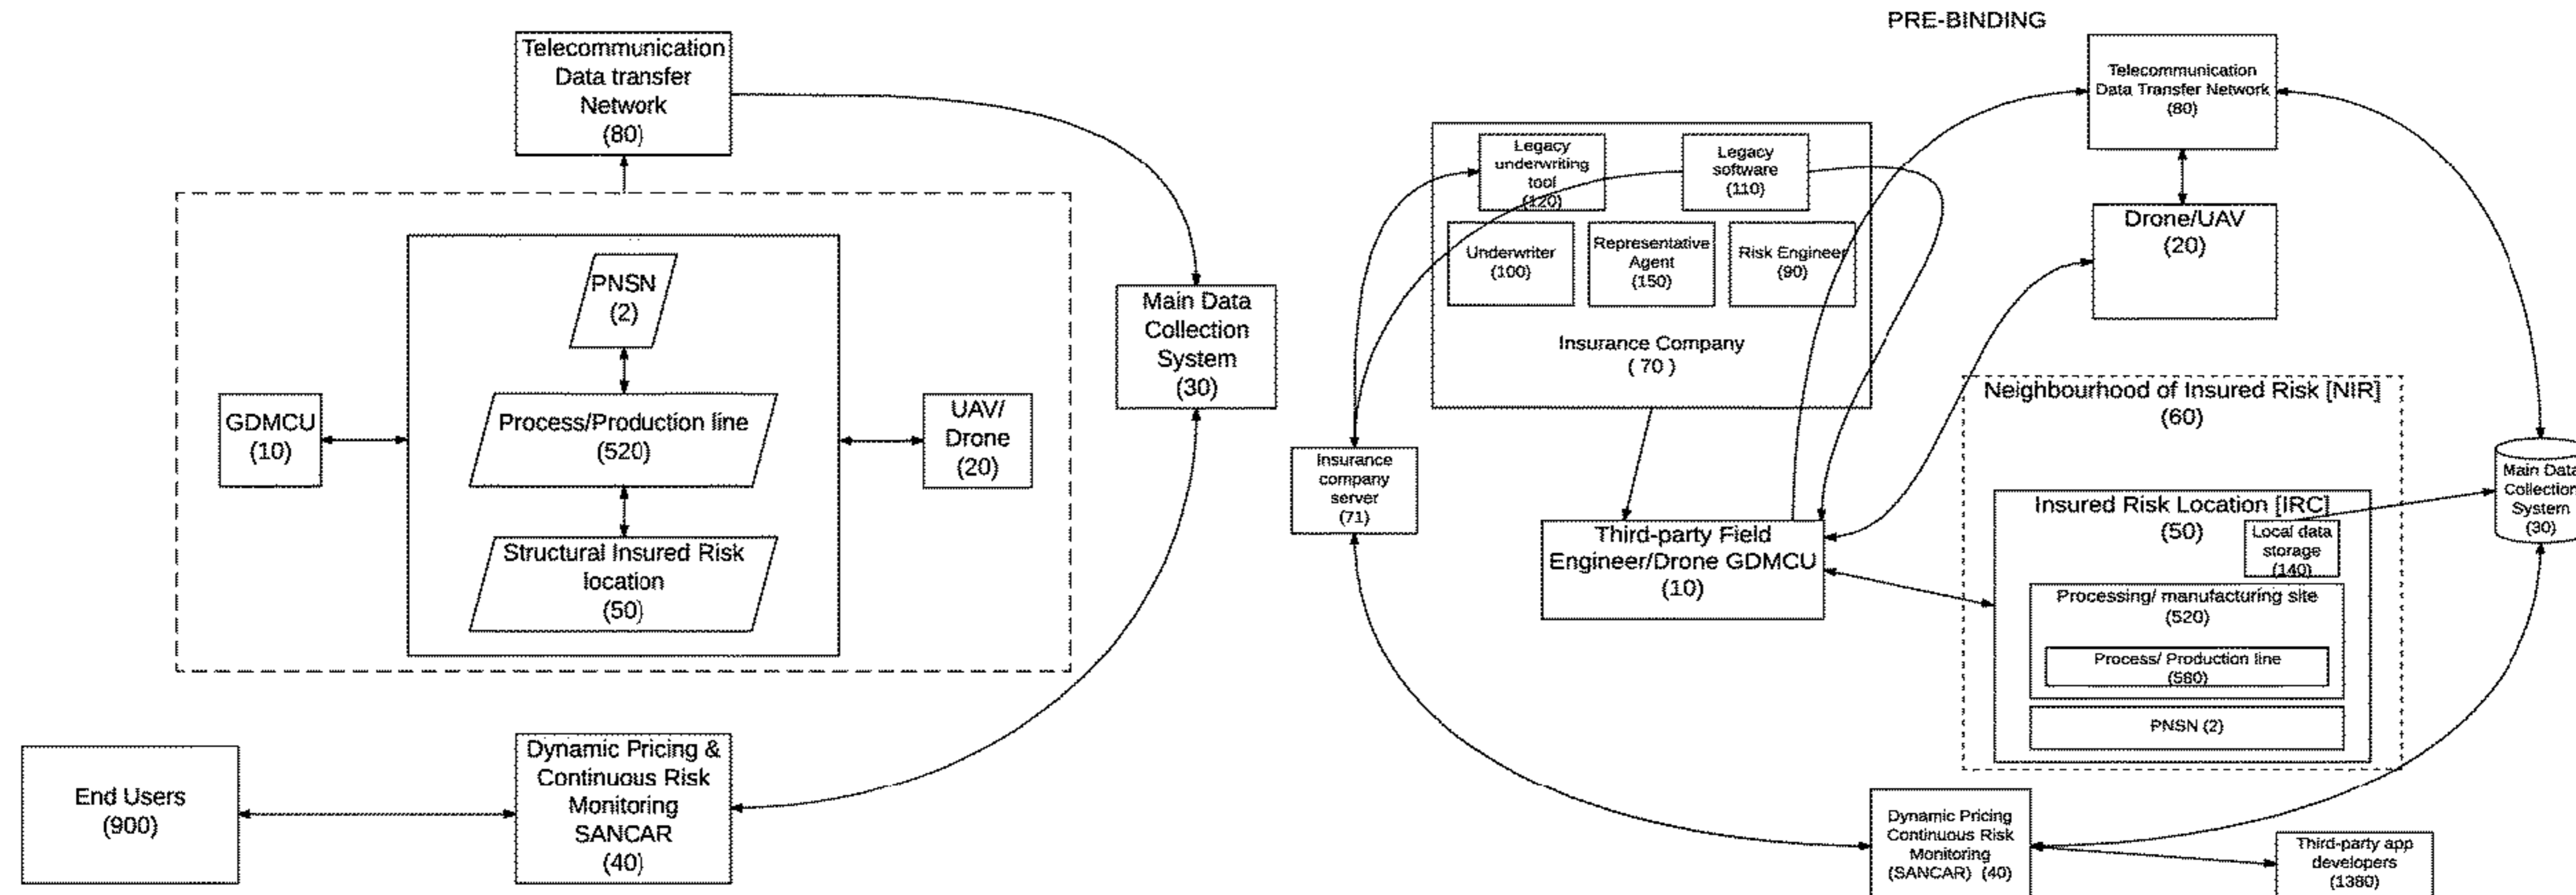 Telecommunication
Data transfer
Network
(80)
PNSN
(2)
GDMCU
(10)
Process/Production line
(520)
UAV/
Drone
(20)
Structural Insured Risk
location
(50)
Main Data
Collection
System
(30)
End Users
(900)
Dynamic Pricing &
Continuous Risk
Monitoring
SANCAR
(40)
PRE-BINDING
Telecommunication
Data Transfer Network
(80)
Legacy
underwriting
tool
(120)
Legacy
software
(110)
Underwriter
(100)
Representative
Agent
(150)
Risk Engineer
(90)
Insurance Company
( 70 )
Drone/UAV
(20)
Insurance
company
server
(71)
Third-party Field
Engineer/Drone GDMCU
(10)
Neighbourhood of Insured Risk [NIR]
(60)
Insured Risk Location [IRC]
(50)
Local data
storage
(140)
Processing/ manufacturing site
(520)
Process/ Production line
(580)
PNSN (2)
Main Data
Collection
System
(30)
Dynamic Pricing
Continuous Risk
Monitoring
(SANCAR) (40)
Third-party app
developers
(1380)